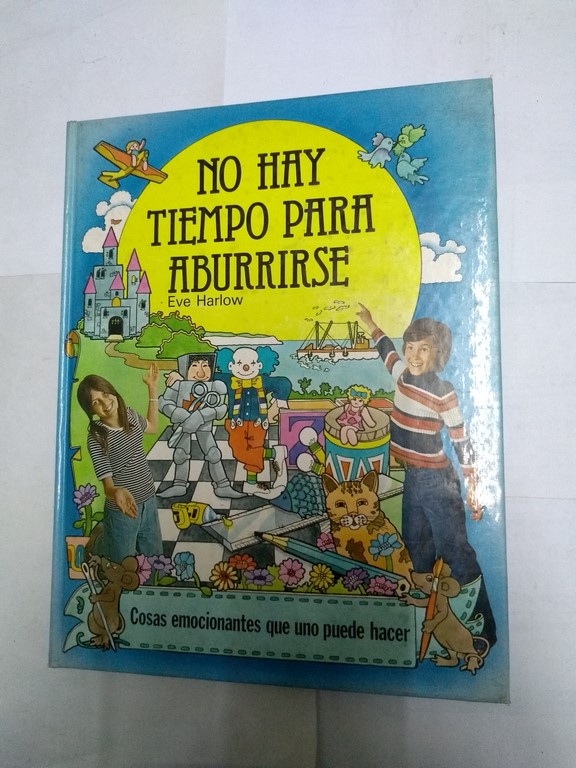 NO HAY
TIEMPO PARA
ABURRIRSE
Eve Harlow
Cosas emocionantes que uno puede hacer